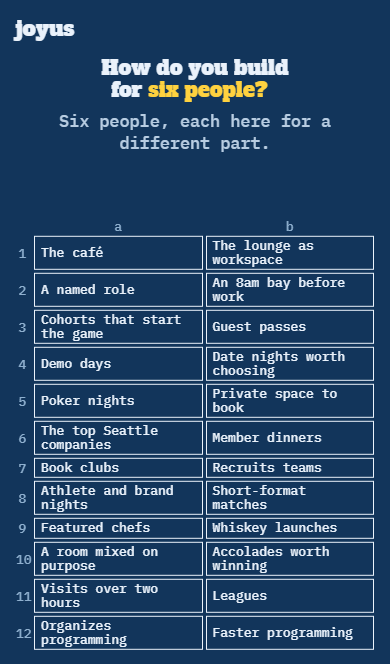 joyus
How do you build
for six people?
Six people, each here for a
different part.
a b
1 The café The lounge as
workspace
2 A named role An 8am bay before
work
3 Cohorts that start
the game Guest passes
4 Demo days Date nights worth
choosing
5 Poker nights Private space to
book
6 The top Seattle
companies Member dinners
7 Book clubs Recruits teams
8 Athlete and brand
nights Short-format
matches
9 Featured chefs Whiskey launches
10 A room mixed on
purpose Accolades worth
winning
11 Visits over two
hours Leagues
12 Organizes
programming Faster programming